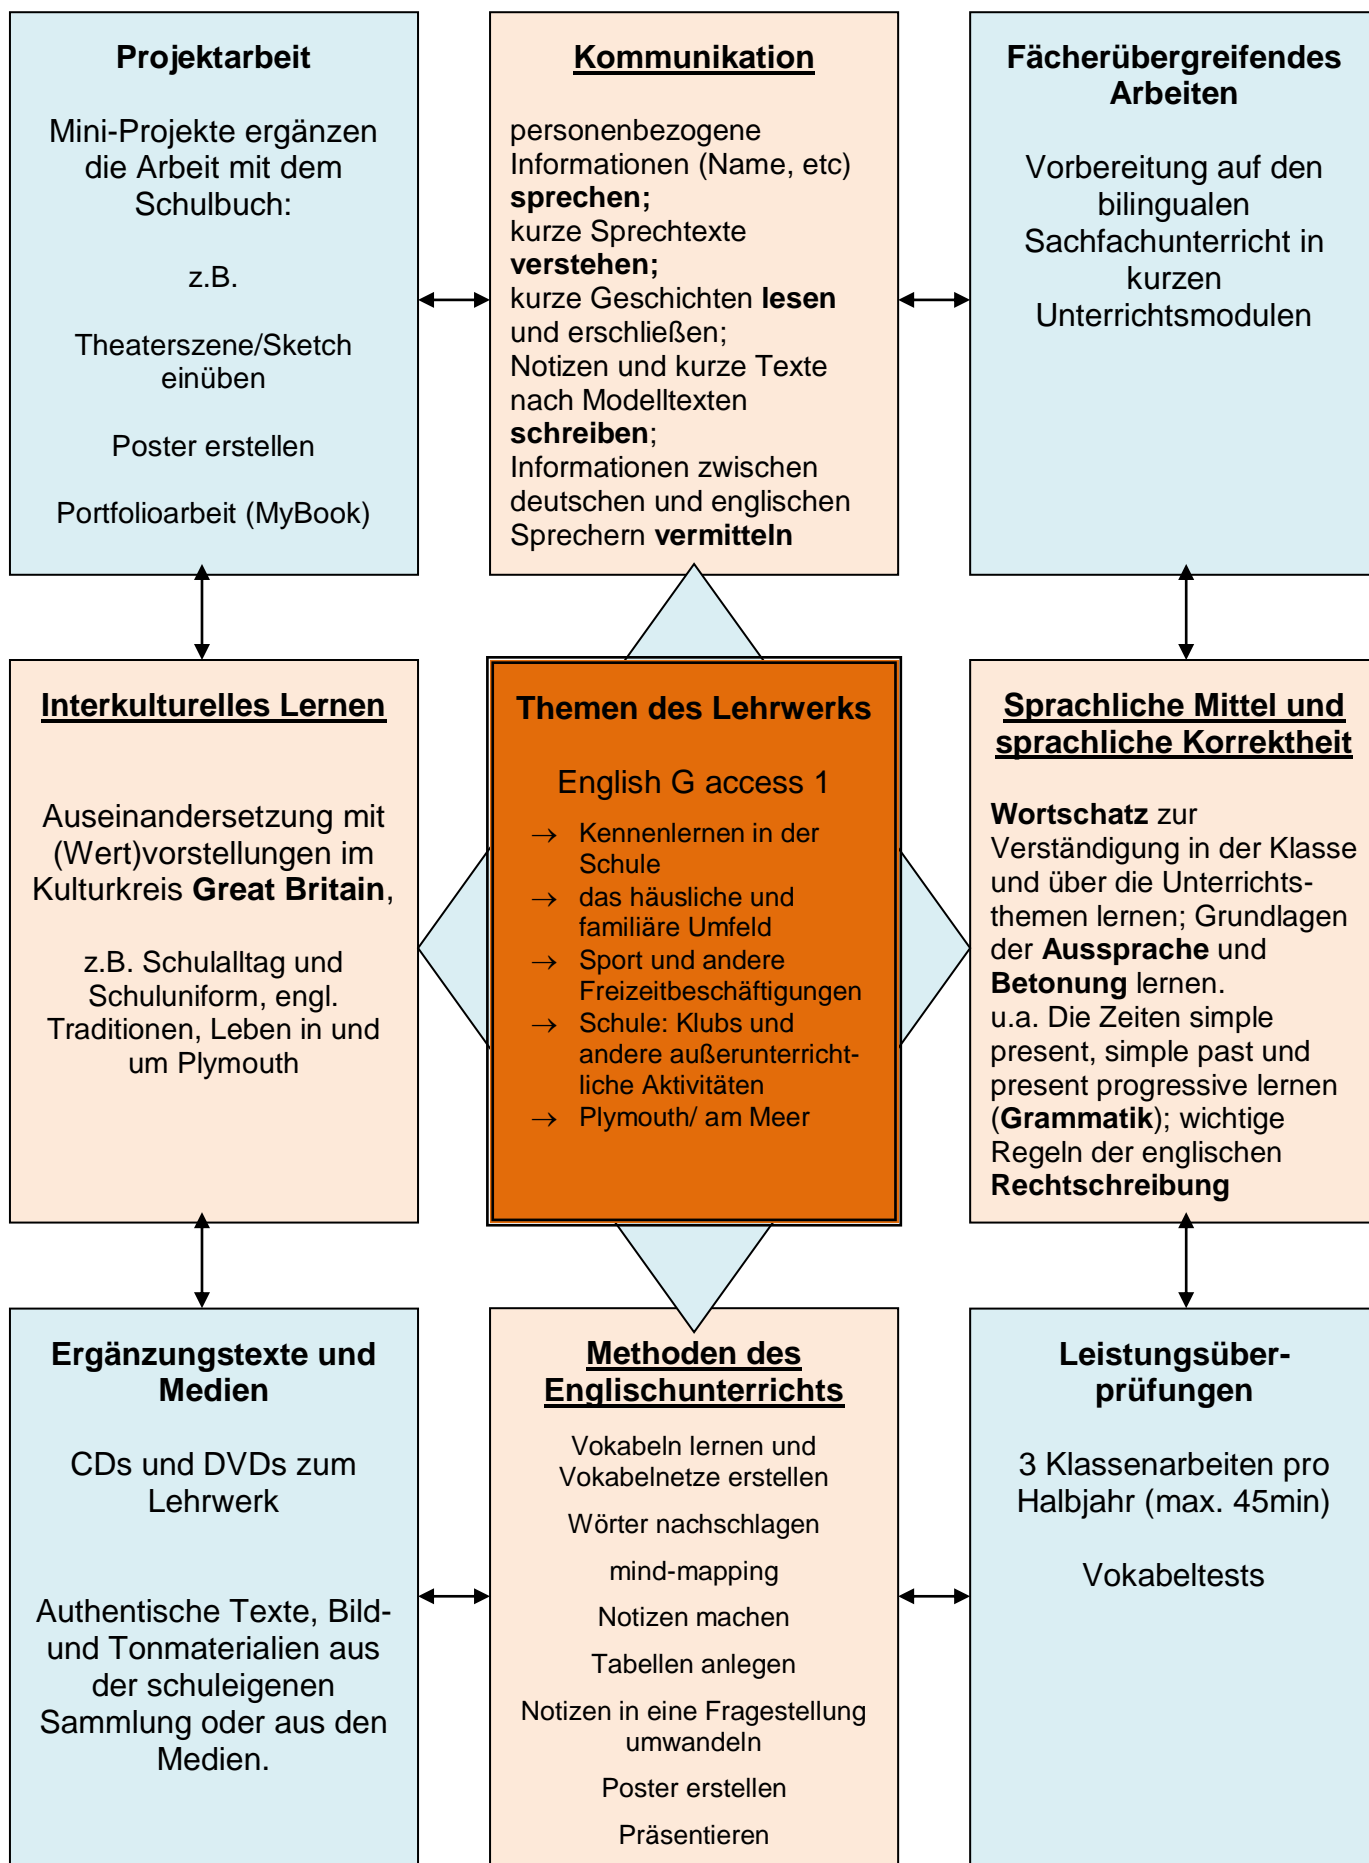 Projektarbeit
Mini-Projekte ergänzen
die Arbeit mit dem
Schulbuch:
z.B.
Theaterszene/Sketch
einüben
Poster erstellen
Portfolioarbeit (MyBook)
Kommunikation
personenbezogene
Informationen (Name, etc)
sprechen;
kurze Sprechtexte
verstehen;
kurze Geschichten lesen
und erschließen;
Notizen und kurze Texte
nach Modelltexten
schreiben;
Informationen zwischen
deutschen und englischen
Sprechern vermitteln
Fächerübergreifendes
Arbeiten
Vorbereitung auf den
bilingualen
Sachfachunterricht in
kurzen
Unterrichtsmodulen
Interkulturelles Lernen
Auseinandersetzung mit
(Wert)vorstellungen im
Kulturkreis Great Britain,
z.B. Schulalltag und
Schuluniform, engl.
Traditionen, Leben in und
um Plymouth
Themen des Lehrwerks
English G access 1
→ Kennenlernen in der
Schule
→ das häusliche und
familiäre Umfeld
→ Sport und andere
Freizeitbeschäftigungen
→ Schule: Klubs und
andere außerunterricht-
liche Aktivitäten
→ Plymouth/ am Meer
Sprachliche Mittel und
sprachliche Korrektheit
Wortschatz zur
Verständigung in der Klasse
und über die Unterrichts-
themen lernen; Grundlagen
der Aussprache und
Betonung lernen.
u.a. Die Zeiten simple
present, simple past und
present progressive lernen
(Grammatik); wichtige
Regeln der englischen
Rechtschreibung
Ergänzungstexte und
Medien
CDs und DVDs zum
Lehrwerk
Authentische Texte, Bild-
und Tonmaterialien aus
der schuleigenen
Sammlung oder aus den
Medien.
Methoden des
Englischunterrichts
Vokabeln lernen und
Vokabelnetze erstellen
Wörter nachschlagen
mind-mapping
Notizen machen
Tabellen anlegen
Notizen in eine Fragestellung
umwandeln
Poster erstellen
Präsentieren
Leistungsüber-
prüfungen
3 Klassenarbeiten pro
Halbjahr (max. 45min)
Vokabeltests